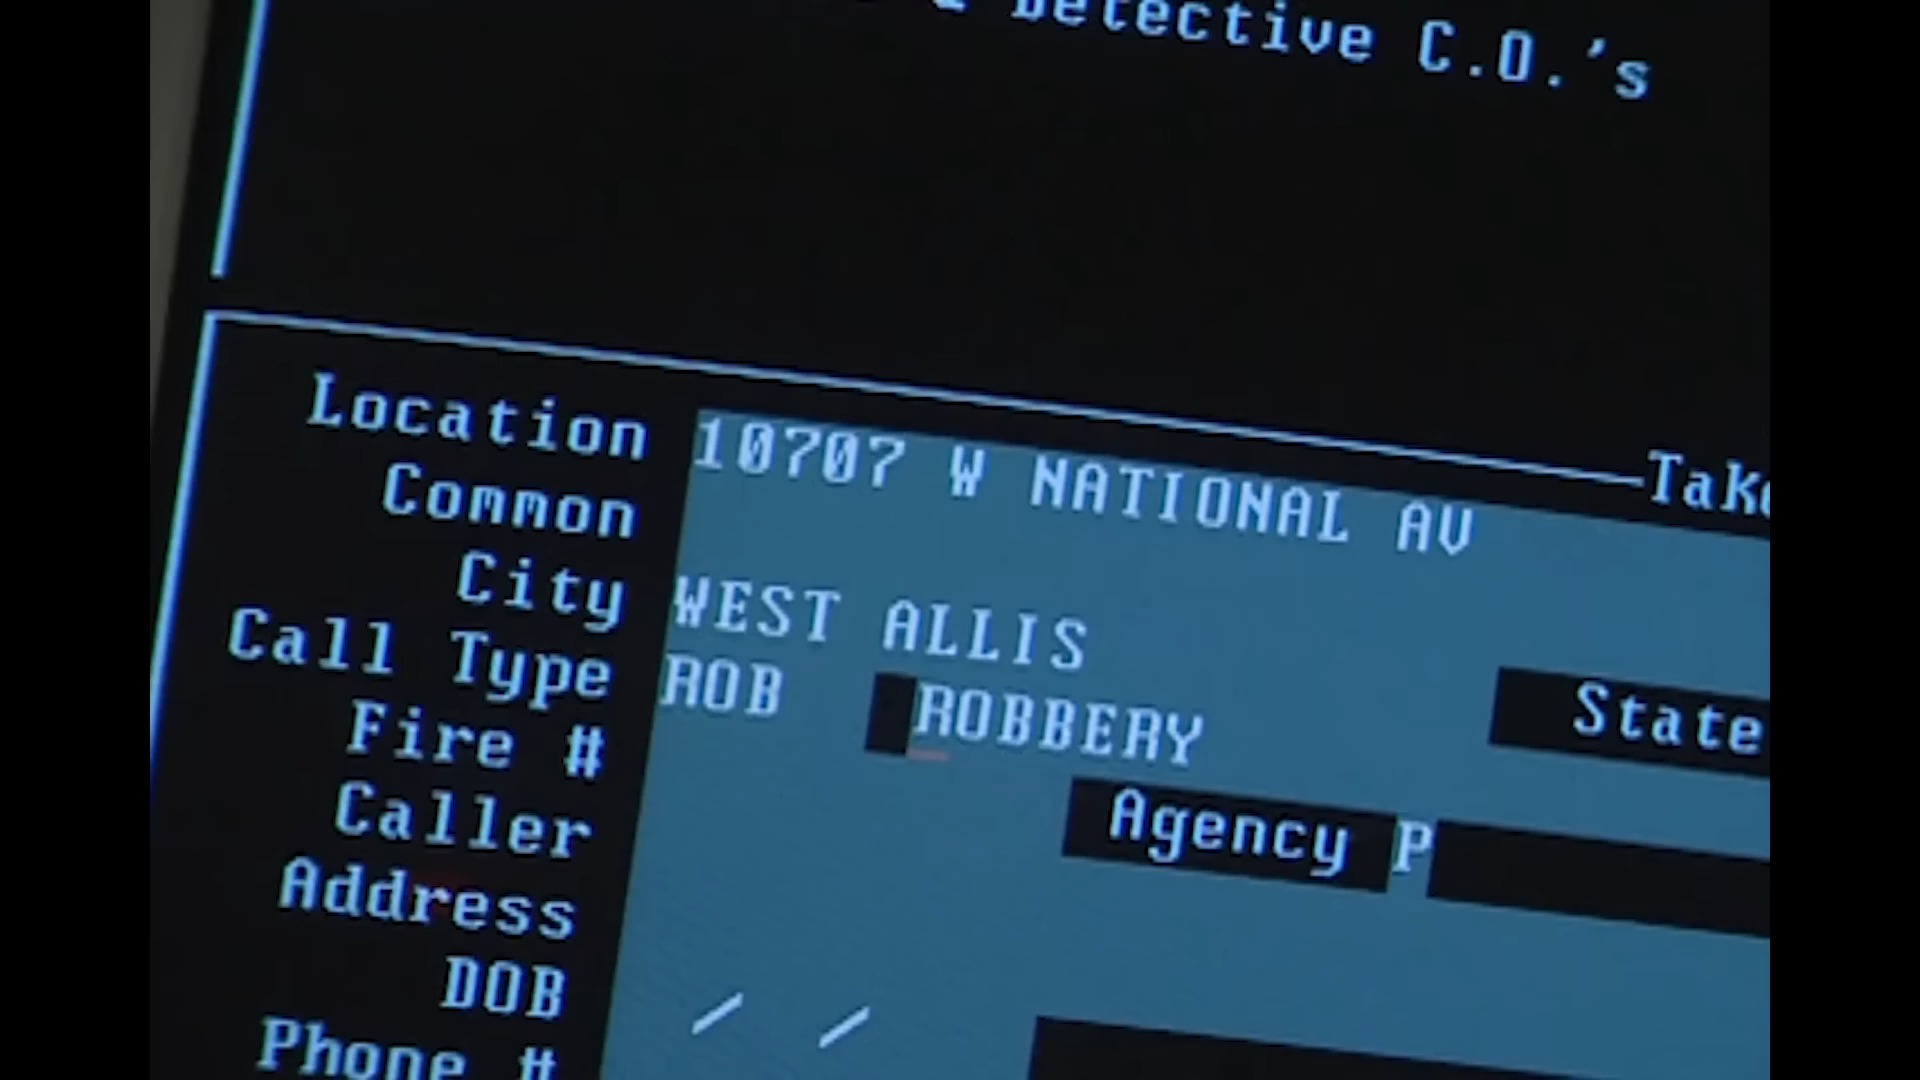 Detective C.O.'s
Take
Location 10707 W NATIONAL AV
Common
City WEST ALLIS
State
Call Type ROB ROBBERY
Fire # Agency P
Caller
Address
DOB / /
Phone #